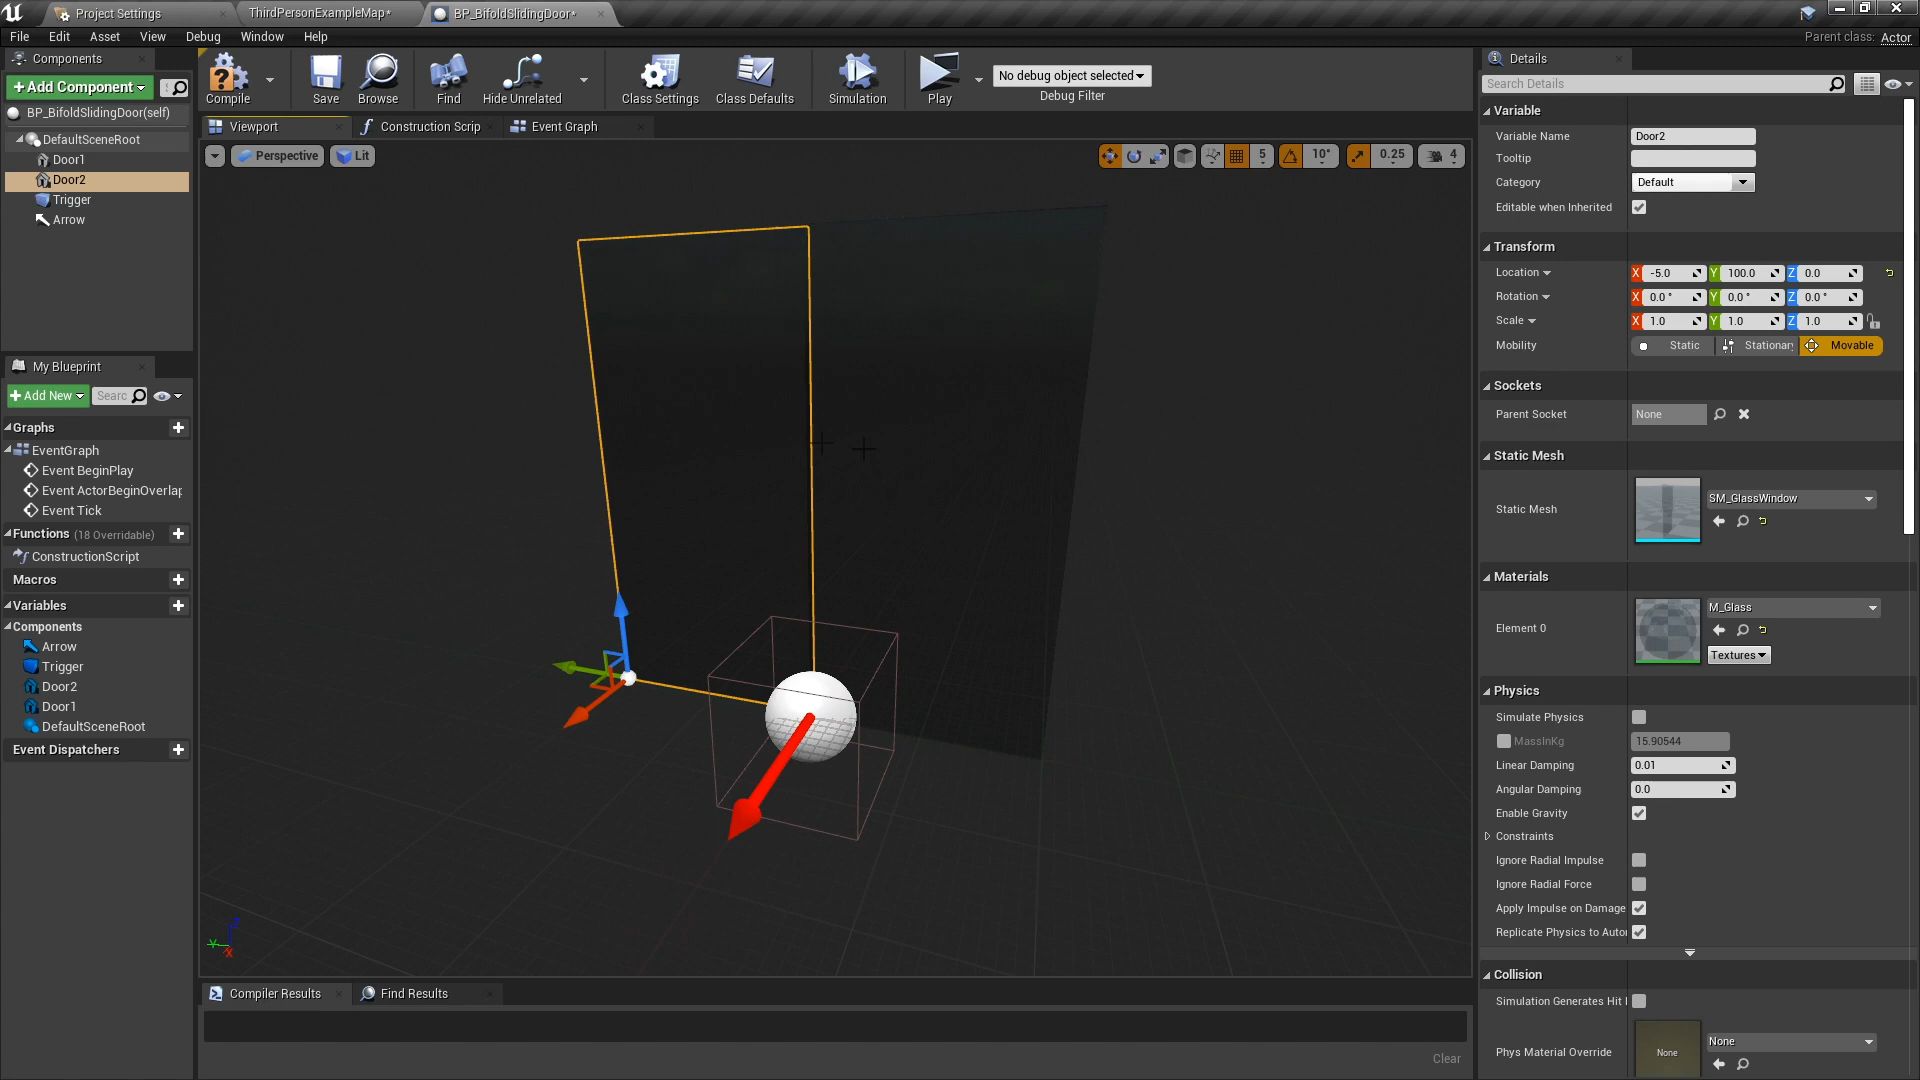 Project Settings
ThirdPersonExampleMap*
BP_BifoldSlidingDoor*
File Edit Asset View Debug Window Help
Parent class: Actor
Components
+Add Component
BP_BifoldSlidingDoor(self)
DefaultSceneRoot
Door1
Door2
Trigger
Arrow
Compile
Save
Browse
Find
Hide Unrelated
Class Settings
Class Defaults
Simulation
Play
No debug object selected
Debug Filter
Viewport
Construction Scrip
Event Graph
Perspective
Lit
5
10°
0.25
4
My Blueprint
+Add New
Searc
Graphs
EventGraph
Event BeginPlay
Event ActorBeginOverlap
Event Tick
Functions (18 Overridable)
ConstructionScript
Macros
Variables
Components
Arrow
Trigger
Door2
Door1
DefaultSceneRoot
Event Dispatchers
Y
Z
X
Compiler Results
Find Results
Clear
Details
Search Details
Variable
Variable Name Door2
Tooltip
Category Default
Editable when Inherited
Transform
Location X -5.0 Y 100.0 Z 0.0
Rotation X 0.0 ° Y 0.0 ° Z 0.0 °
Scale X 1.0 Y 1.0 Z 1.0
Mobility Static Stationary Movable
Sockets
Parent Socket None
Static Mesh
Static Mesh SM_GlassWindow
Materials
Element 0 M_Glass
Textures
Physics
Simulate Physics
MassInKg 15.90544
Linear Damping 0.01
Angular Damping 0.0
Enable Gravity
Constraints
Ignore Radial Impulse
Ignore Radial Force
Apply Impulse on Damage
Replicate Physics to Auto
Collision
Simulation Generates Hit
Phys Material Override None None